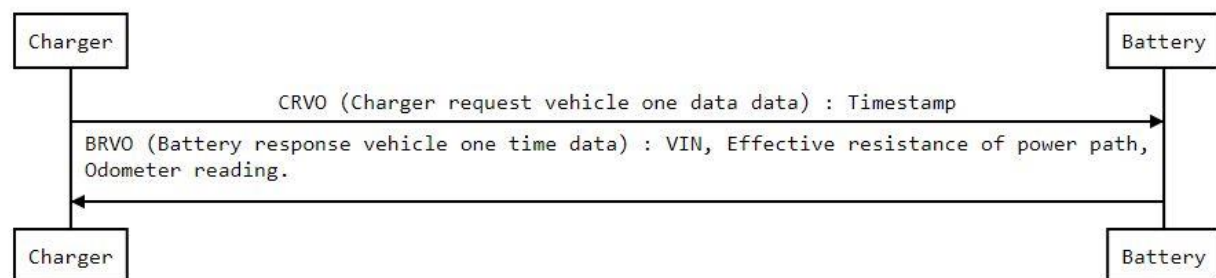 Charger Battery
CRVO (Charger request vehicle one data data) : Timestamp
BRVO (Battery response vehicle one time data) : VIN, Effective resistance of power path,
Odometer reading.
Charger Battery